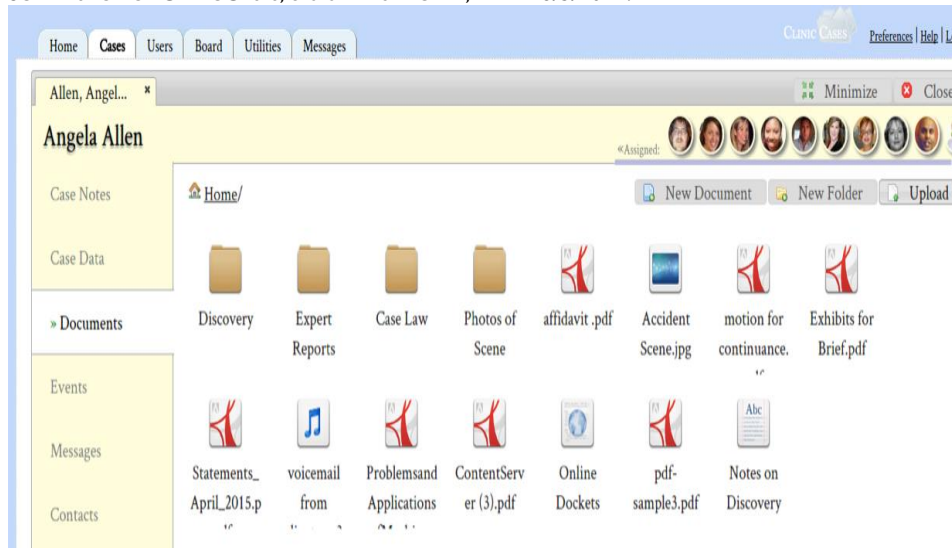 Clinic Cases
Preferences | Help |
Home Cases Users Board Utilities Messages
Allen, Angel... ×
Minimize Close
Angela Allen
«Assigned:
Case Notes
Home/
New Document New Folder Upload
Case Data
» Documents
Discovery Expert Case Law Photos of affidavit .pdf Accident motion for Exhibits for
Reports Scene Scene.jpg continuance. Brief.pdf
Events
Abc
Messages
Statements_ voicemail Problemsand ContentServ Online pdf- Notes on
April_2015.p from Applications er (3).pdf Dockets sample3.pdf Discovery
Contacts